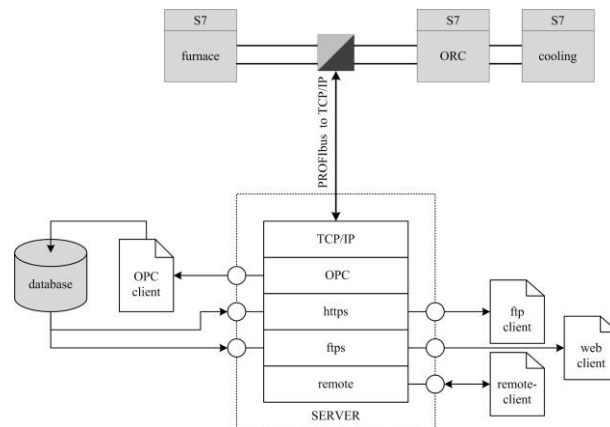 S7
S7
S7
furnace
ORC
cooling
PROFIbus to TCP/IP
TCP/IP
OPC
https
ftps
remote
SERVER
database
OPC
client
ftp
client
web
client
remote-
client